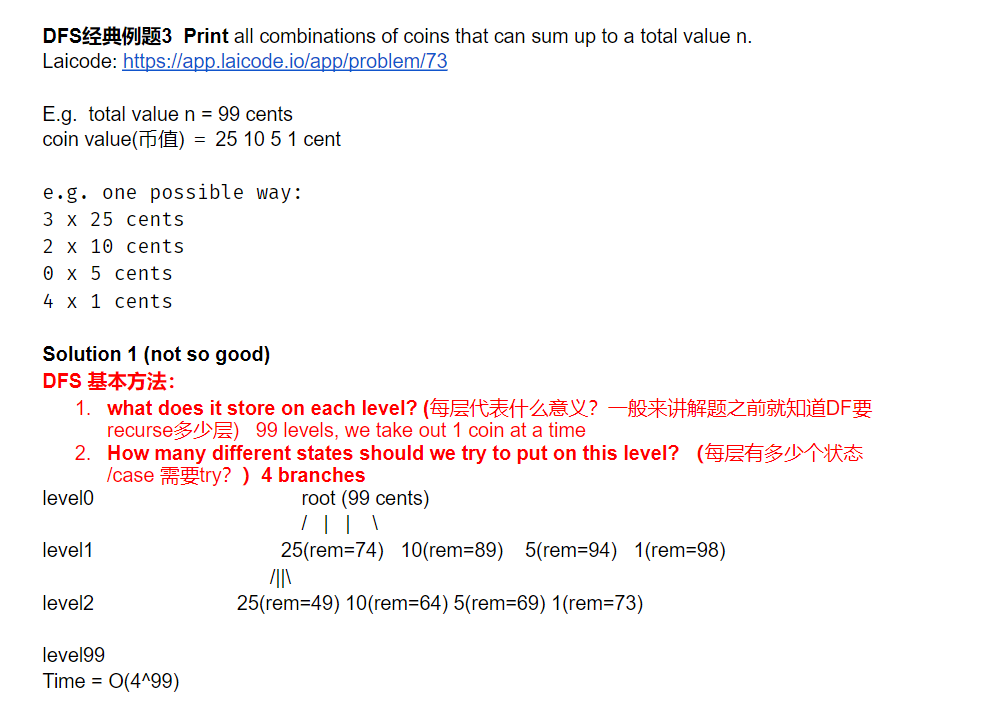 DFS经典例题3  Print all combinations of coins that can sum up to a total value n.
Laicode: https://app.laicode.io/app/problem/73
E.g.  total value n = 99 cents
coin value(币值)  =  25 10 5 1 cent
e.g. one possible way:
3 x 25 cents
2 x 10 cents
0 x 5 cents
4 x 1 cents
Solution 1 (not so good)
DFS 基本方法：
1. what does it store on each level? (每层代表什么意义？一般来讲解题之前就知道DF要
recurse多少层)   99 levels, we take out 1 coin at a time
2. How many different states should we try to put on this level?  （每层有多少个状态
/case 需要try？）4 branches
level0 root (99 cents)
/ | | \
level1 25(rem=74)   10(rem=89)    5(rem=94)   1(rem=98)
/||\
level2 25(rem=49) 10(rem=64) 5(rem=69) 1(rem=73)
level99
Time = O(4^99)